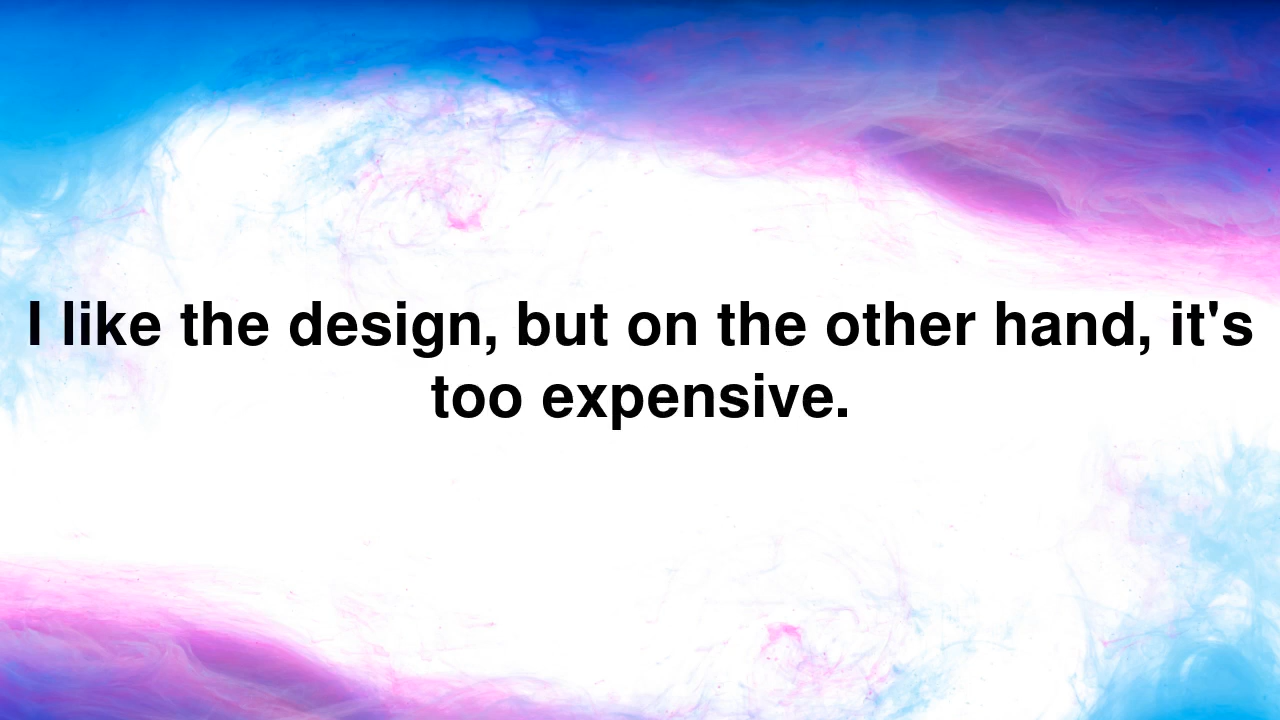 I like the design, but on the other hand, it's
too expensive.